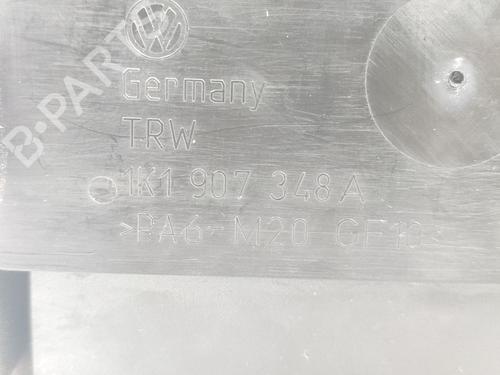 B-PARTS
Germany
TRW
1K1 907 348 A
>PA6-M20 GF10<